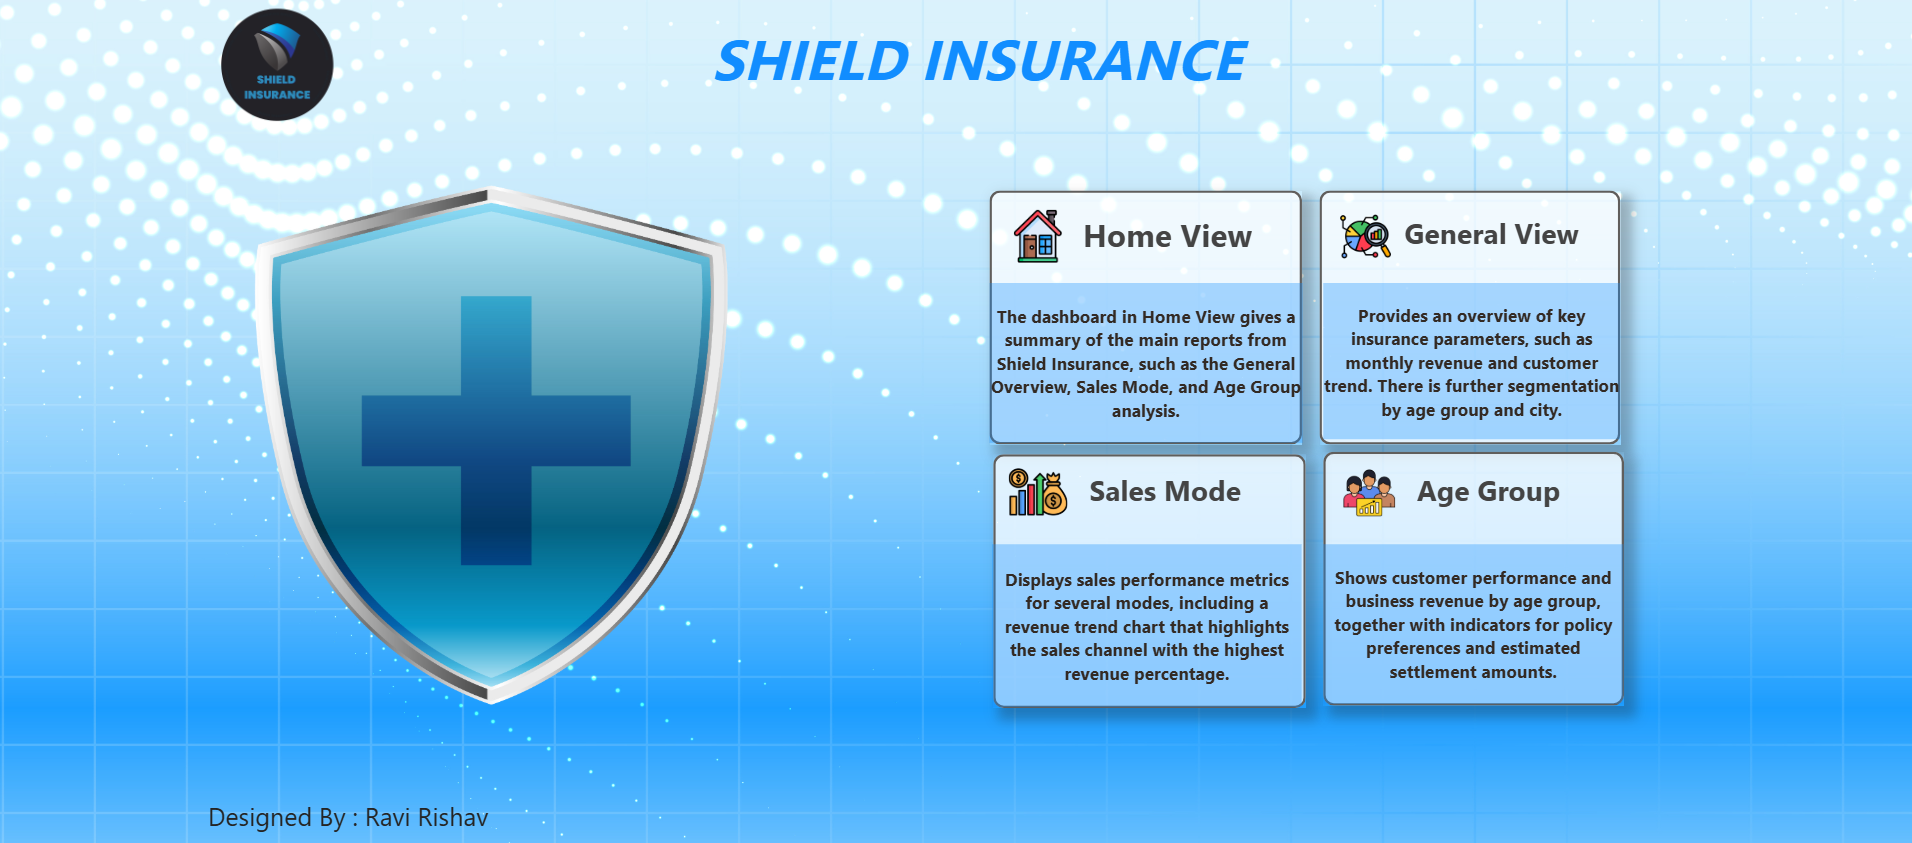 SHIELD
INSURANCE
SHIELD INSURANCE
Home View
The dashboard in Home View gives a
summary of the main reports from
Shield Insurance, such as the General
Overview, Sales Mode, and Age Group
analysis.
General View
Provides an overview of key
insurance parameters, such as
monthly revenue and customer
trend. There is further segmentation
by age group and city.
Sales Mode
Displays sales performance metrics
for several modes, including a
revenue trend chart that highlights
the sales channel with the highest
revenue percentage.
Age Group
Shows customer performance and
business revenue by age group,
together with indicators for policy
preferences and estimated
settlement amounts.
Designed By : Ravi Rishav